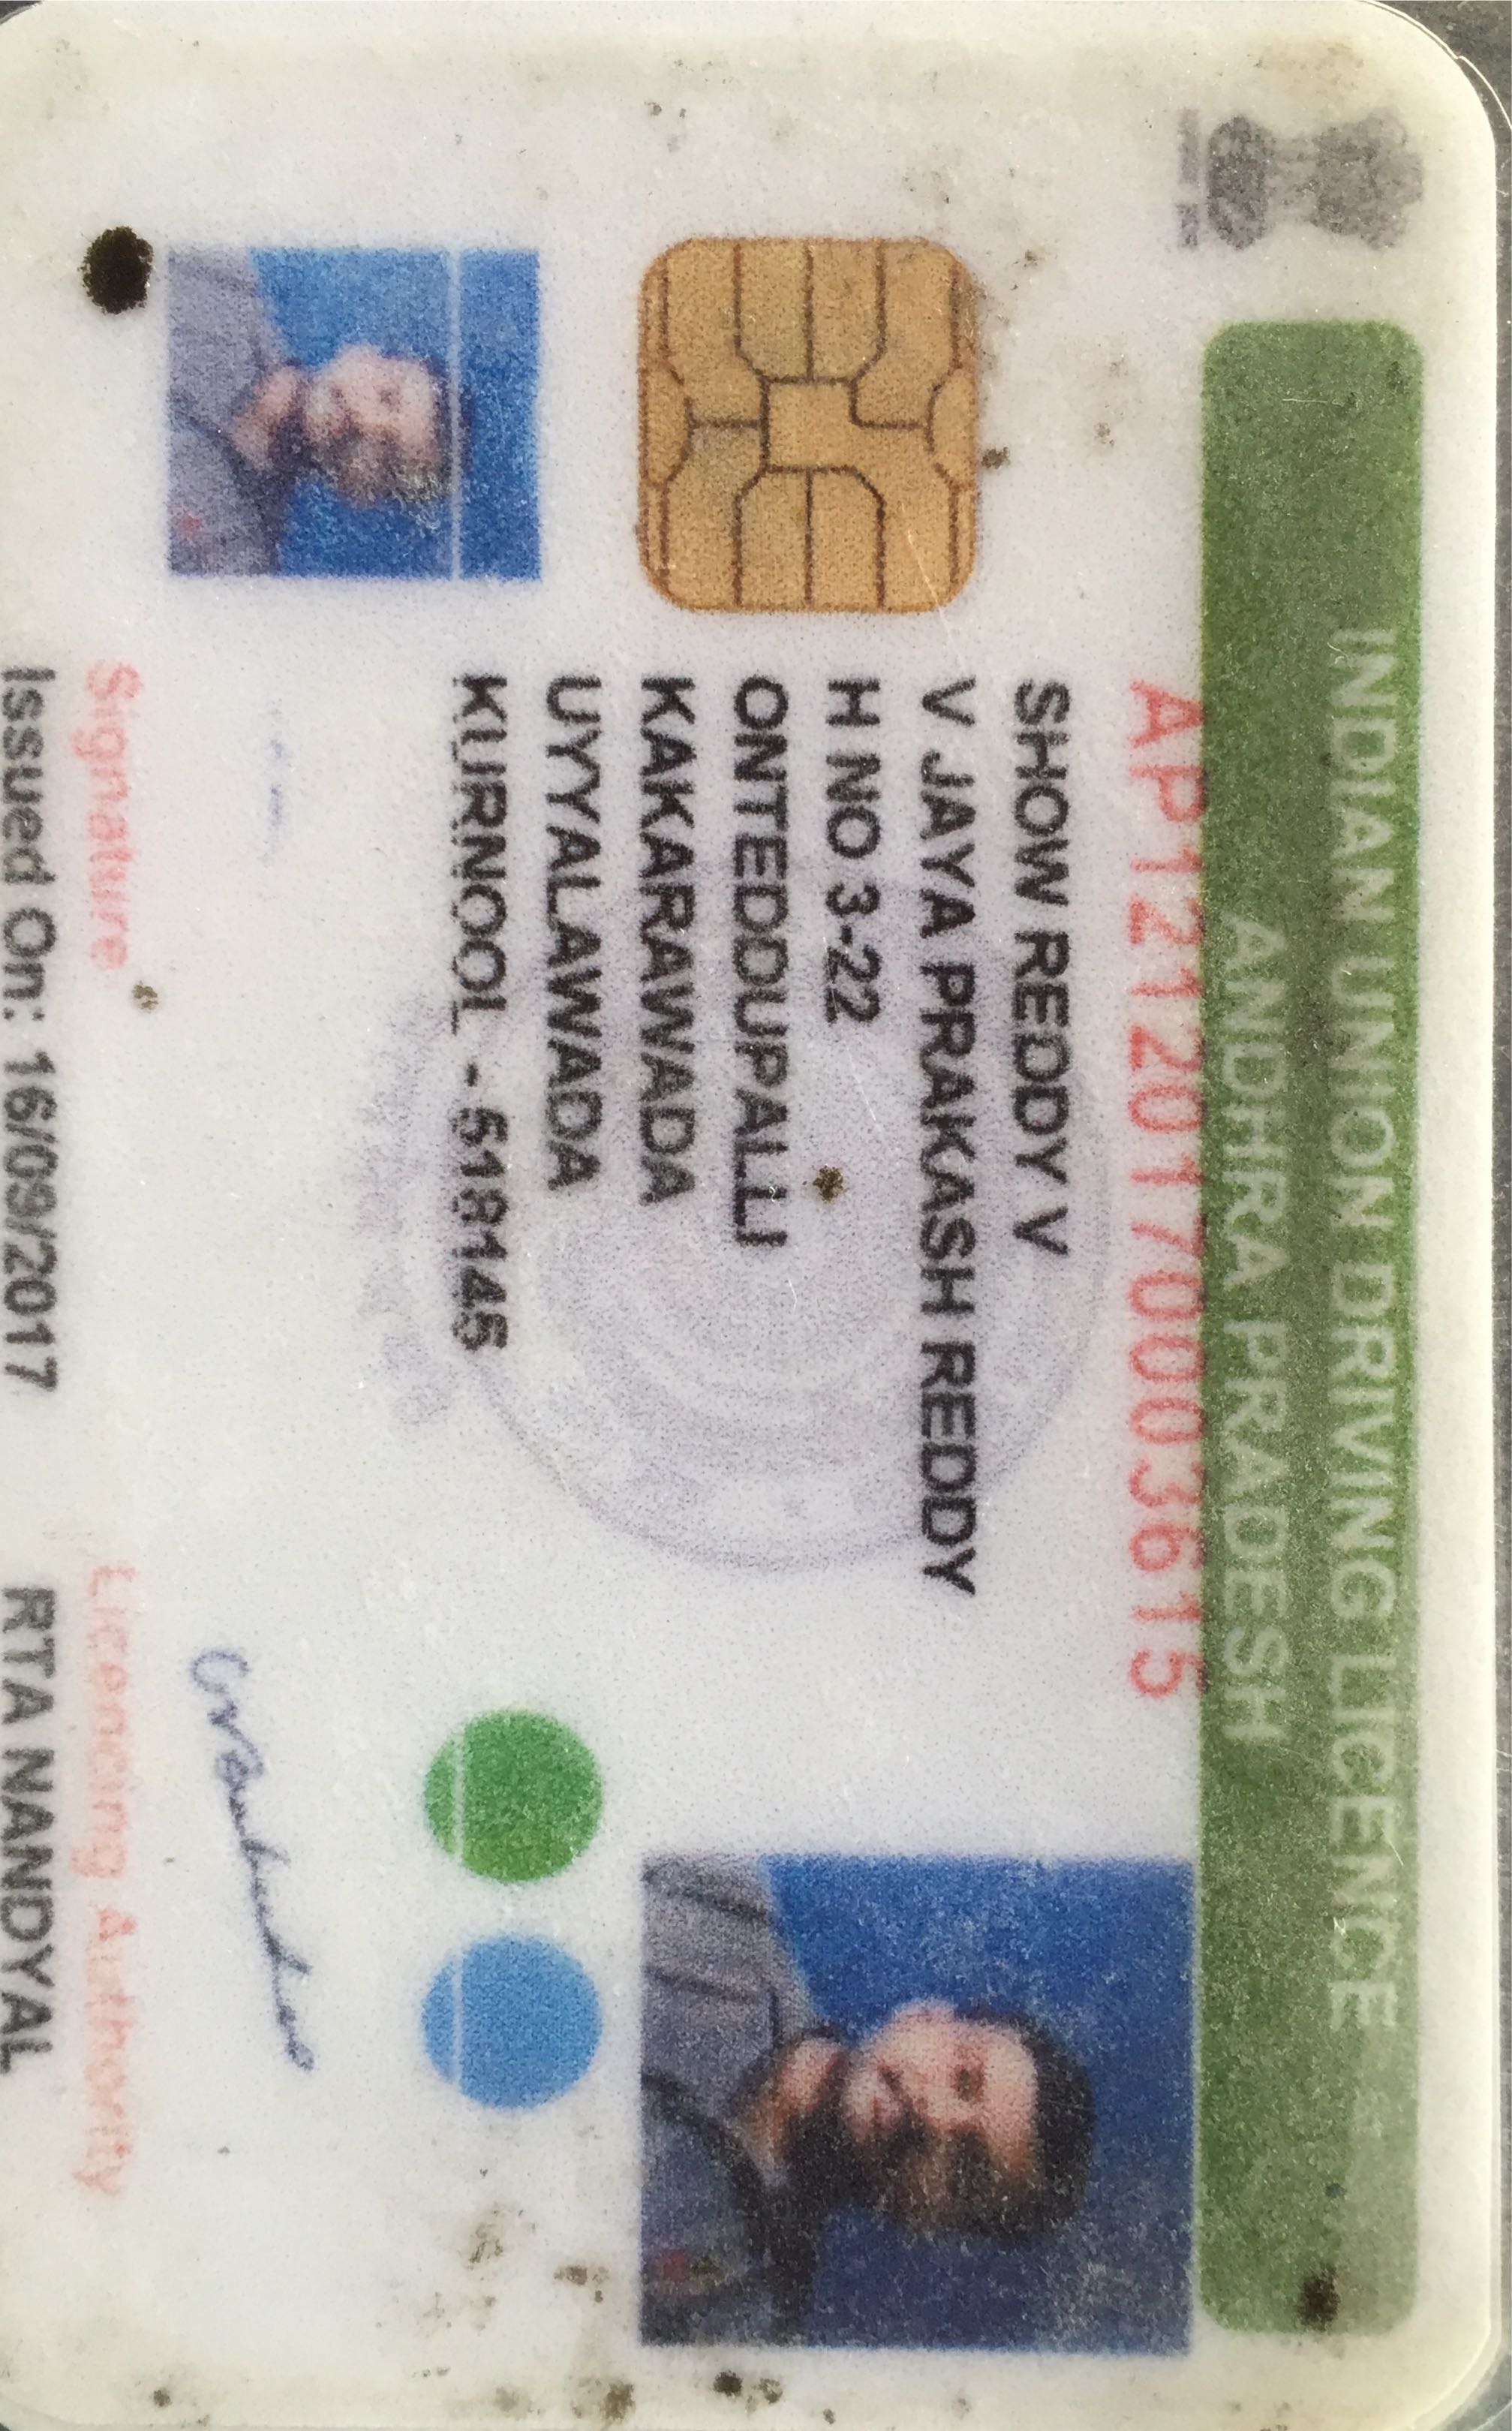 INDIAN UNION DRIVING LICENCE
ANDHRA PRADESH
AP12120170003615
SHOW REDDY V
V JAYA PRAKASH REDDY
H NO 3-22
ONTEDDUPALLI
KAKARAWADA
UYYALAWADA
KURNOOL - 518145
Signature
Licencing Authority
Issued On: 16/09/2017
RTA NANDYAL